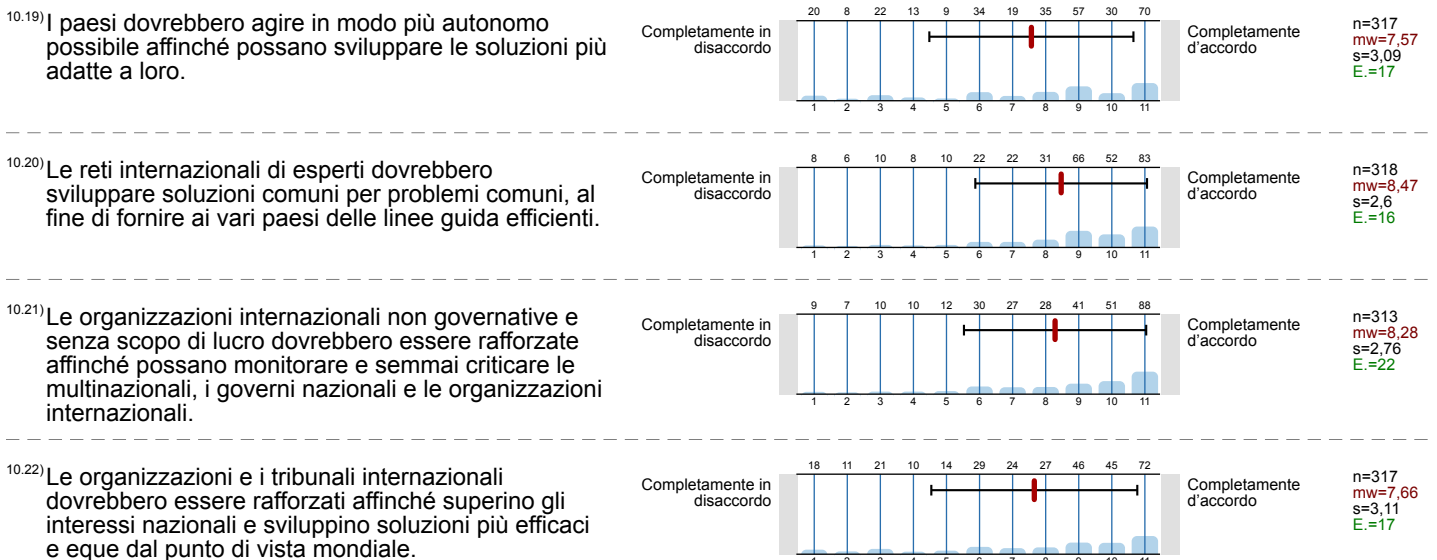 10.19) I paesi dovrebbero agire in modo più autonomo
possibile affinché possano sviluppare le soluzioni più
adatte a loro.
Completamente in
disaccordo
20 8 22 13 9 34 19 35 57 30 70
1 2 3 4 5 6 7 8 9 10 11
Completamente
d'accordo
n=317
mw=7,57
s=3,09
E.=17
10.20) Le reti internazionali di esperti dovrebbero
sviluppare soluzioni comuni per problemi comuni, al
fine di fornire ai vari paesi delle linee guida efficienti.
Completamente in
disaccordo
8 6 10 8 10 22 22 31 66 52 83
1 2 3 4 5 6 7 8 9 10 11
Completamente
d'accordo
n=318
mw=8,47
s=2,6
E.=16
10.21) Le organizzazioni internazionali non governative e
senza scopo di lucro dovrebbero essere rafforzate
affinché possano monitorare e semmai criticare le
multinazionali, i governi nazionali e le organizzazioni
internazionali.
Completamente in
disaccordo
9 7 10 10 12 30 27 28 41 51 88
1 2 3 4 5 6 7 8 9 10 11
Completamente
d'accordo
n=313
mw=8,28
s=2,76
E.=22
10.22) Le organizzazioni e i tribunali internazionali
dovrebbero essere rafforzati affinché superino gli
interessi nazionali e sviluppino soluzioni più efficaci
e eque dal punto di vista mondiale.
Completamente in
disaccordo
18 11 21 10 14 29 24 27 46 45 72
1 2 3 4 5 6 7 8 9 10 11
Completamente
d'accordo
n=317
mw=7,66
s=3,11
E.=17